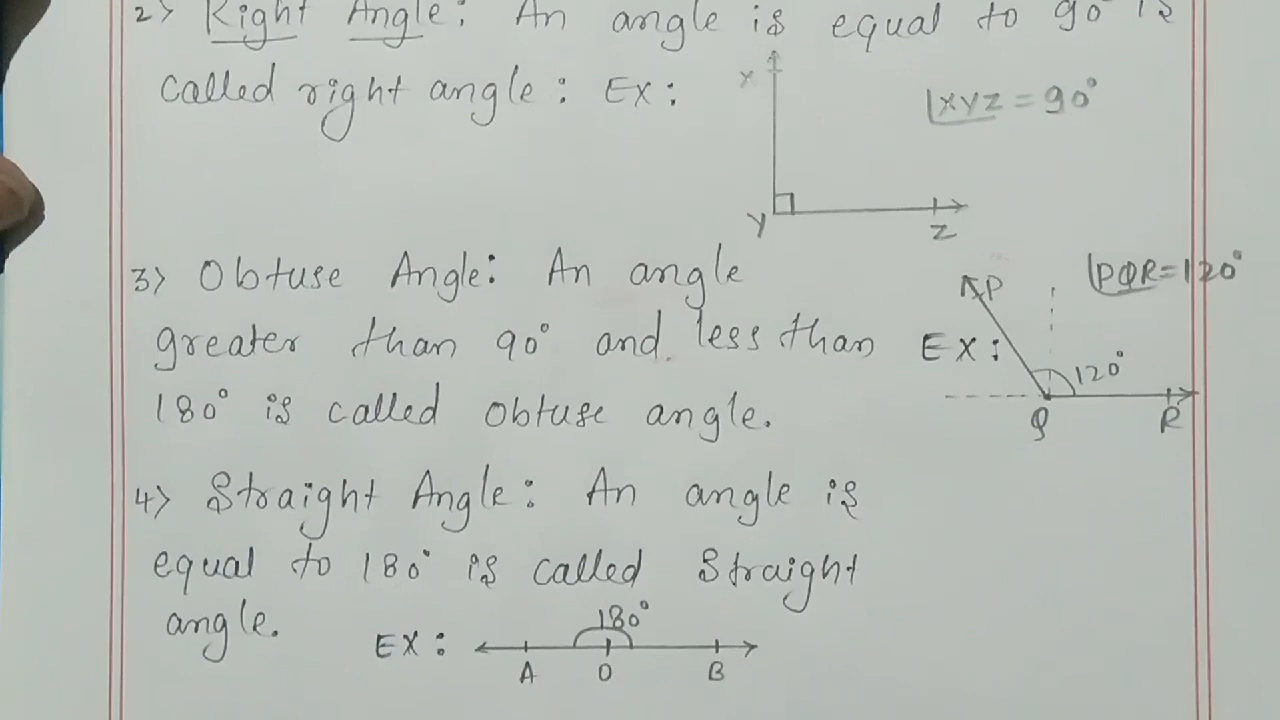 2> Right Angle: An angle is equal to 90° is
called right angle: Ex:
X
∠XYZ = 90°
Y
Z
3> Obtuse Angle: An angle
greater than 90° and less than
180° is called obtuse angle.
Ex:
P
∠PQR=120°
120°
Q
R
4> Straight Angle: An angle is
equal to 180° is called Straight
angle.
Ex:
180°
A O B